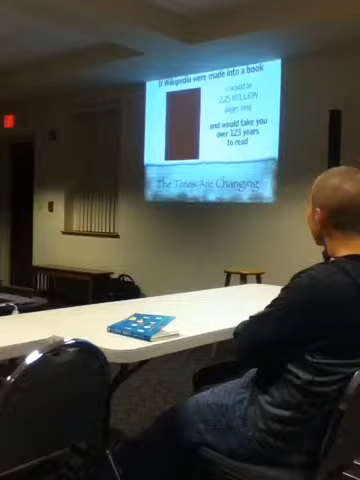 If Wikipedia were made into a book
it would be
2.25 MILLION
pages long
and would take you
over 123 years
to read
The Times Are Changing